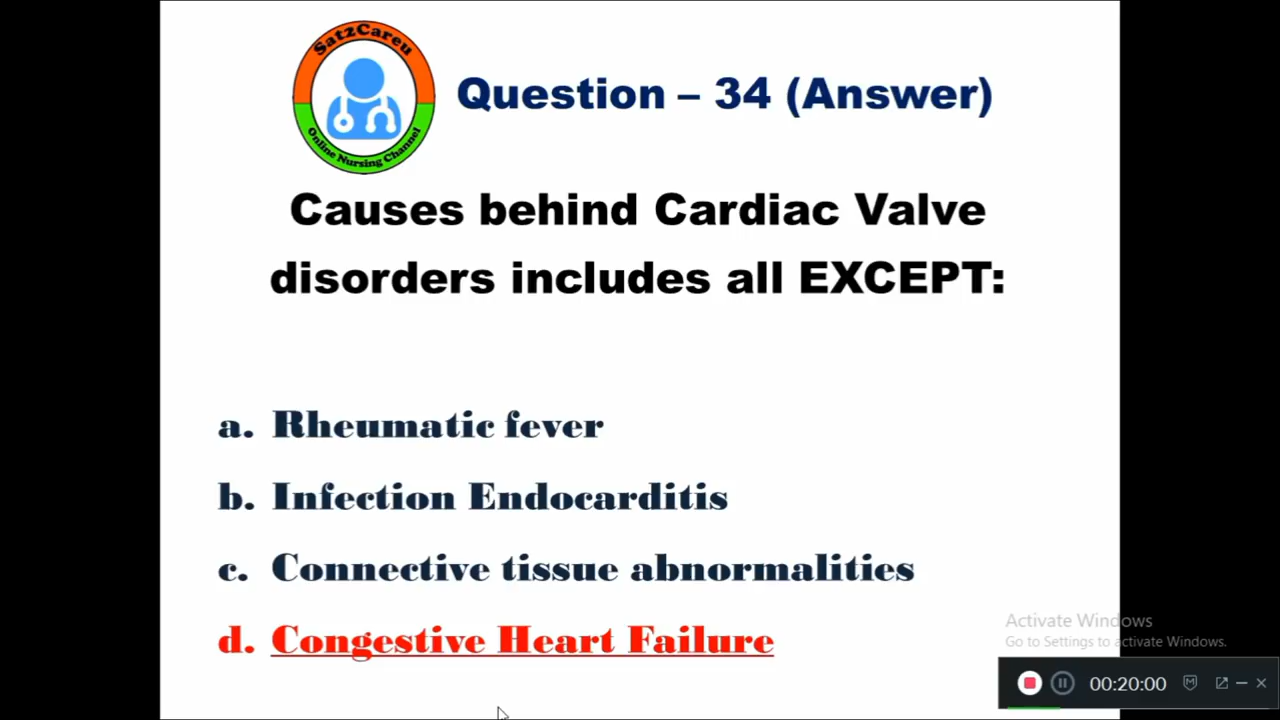 Sat2Careu
Online Nursing Channel
Question – 34 (Answer)
Causes behind Cardiac Valve
disorders includes all EXCEPT:
a. Rheumatic fever
b. Infection Endocarditis
c. Connective tissue abnormalities
d. Congestive Heart Failure
Activate Windows
Go to Settings to activate Windows.
00:20:00